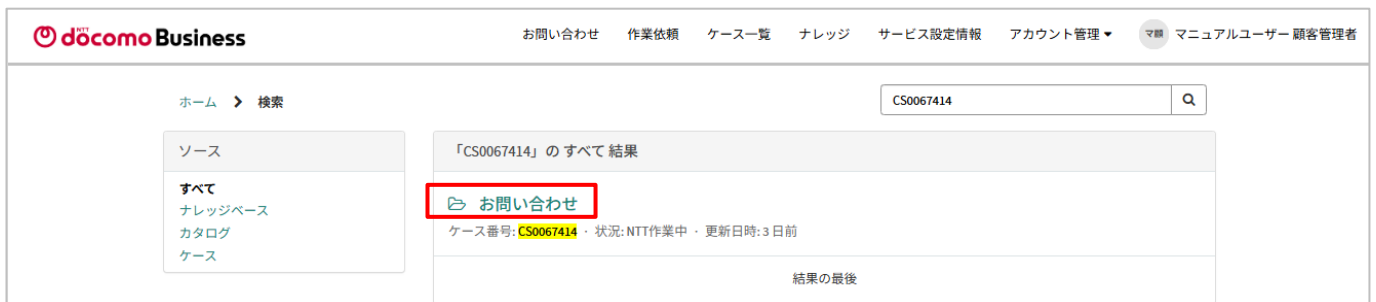 NTT docomo Business
お問い合わせ 作業依頼 ケース一覧 ナレッジ サービス設定情報 アカウント管理▼ マ顧 マニュアルユーザー 顧客管理者
ホーム > 検索
CS0067414
ソース
すべて
ナレッジベース
カタログ
ケース
「CS0067414」の すべて 結果
お問い合わせ
ケース番号: CS0067414 · 状況: NTT作業中 · 更新日時: 3 日前
結果の最後